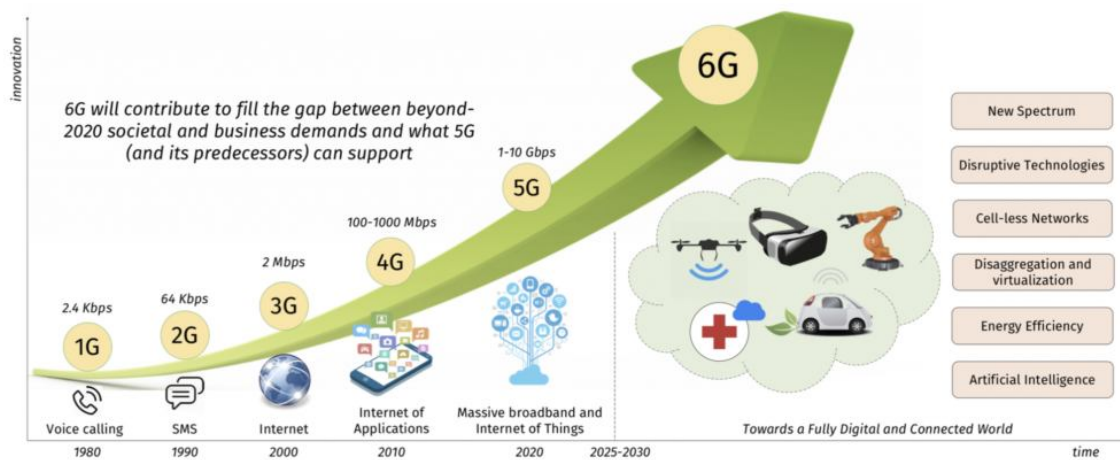 innovation
6G will contribute to fill the gap between beyond-
2020 societal and business demands and what 5G
(and its predecessors) can support
2.4 Kbps
1G
Voice calling
1980
64 Kbps
2G
SMS
1990
2 Mbps
3G
Internet
2000
100-1000 Mbps
4G
Internet of
Applications
2010
1-10 Gbps
5G
Massive broadband and
Internet of Things
2020
6G
Towards a Fully Digital and Connected World
2025-2030
time
New Spectrum
Disruptive Technologies
Cell-less Networks
Disaggregation and
virtualization
Energy Efficiency
Artificial Intelligence